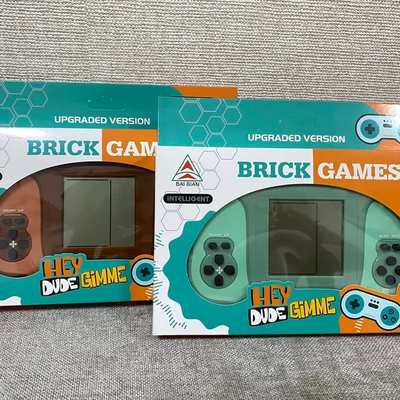 UPGRADED VERSION
BRICK GAM
HEY
DUDE GIMME
UPGRADED VERSION
BRICK GAMES
BAI BIAN
INTELLIGENT
HEY
DUDE GIMME